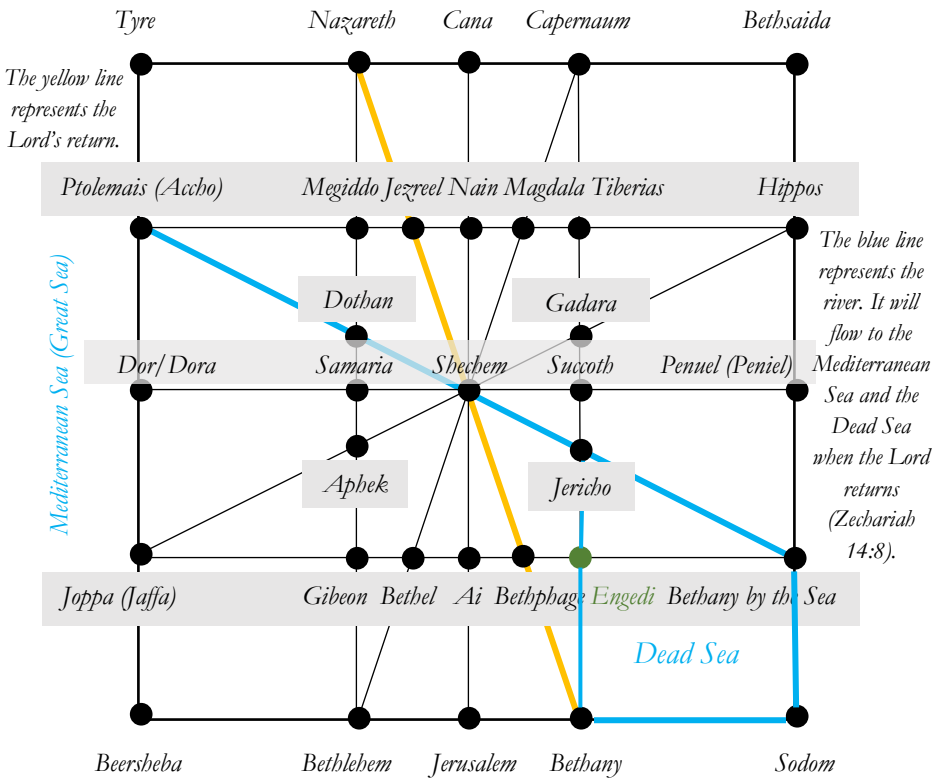 Tyre
Nazareth
Cana
Capernaum
Bethsaida
The yellow line
represents the
Lord's return.
Ptolemais (Accho)
Megiddo Jezreel Nain Magdala Tiberias
Hippos
Mediterranean Sea (Great Sea)
Dothan
Gadara
The blue line
represents the
river. It will
flow to the
Mediterranean
Sea and the
Dead Sea
when the Lord
returns
(Zechariah
14:8).
Dor/Dora
Samaria
Shechem
Succoth
Penuel (Peniel)
Aphek
Jericho
Joppa (Jaffa)
Gibeon Bethel Ai Bethphage Engedi Bethany by the Sea
Dead Sea
Beersheba
Bethlehem
Jerusalem
Bethany
Sodom